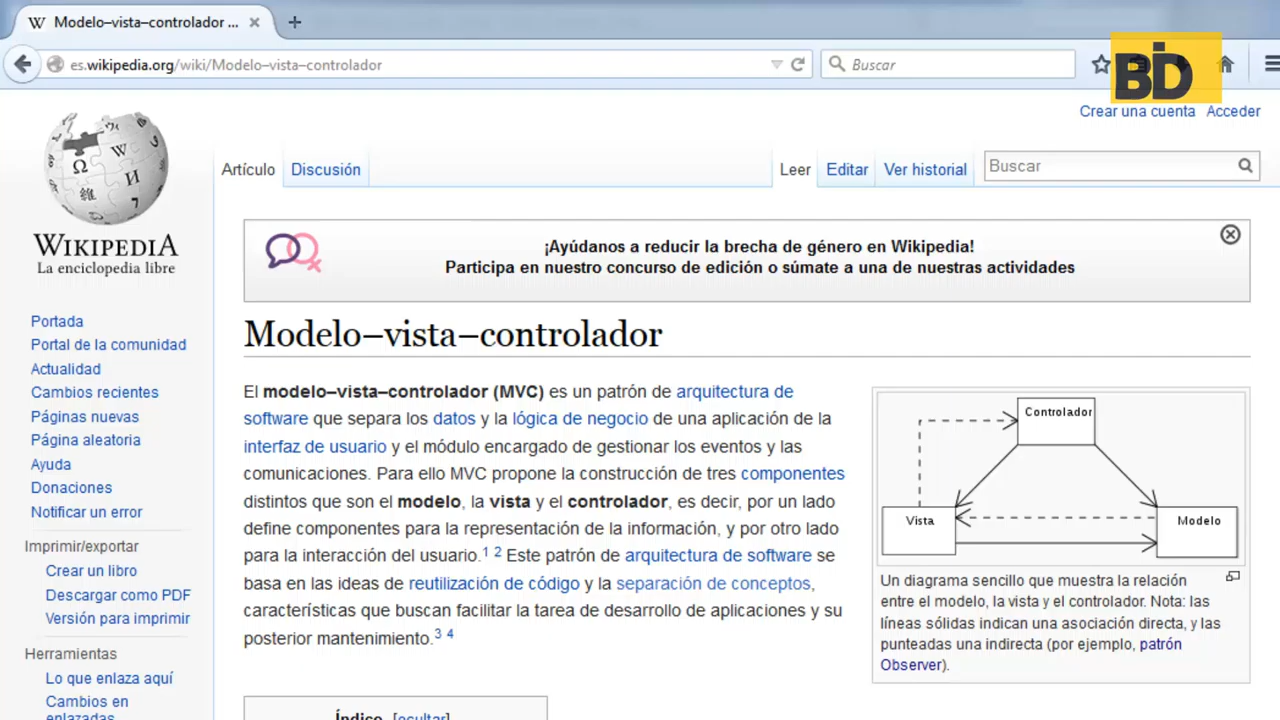 Modelo–vista–controlador ...
es.wikipedia.org/wiki/Modelo–vista–controlador
Buscar
BD
Crear una cuenta Acceder
Artículo Discusión Leer Editar Ver historial Buscar
WIKIPEDIA
La enciclopedia libre
¡Ayúdanos a reducir la brecha de género en Wikipedia!
Participa en nuestro concurso de edición o súmate a una de nuestras actividades
Portada
Portal de la comunidad
Actualidad
Cambios recientes
Páginas nuevas
Página aleatoria
Ayuda
Donaciones
Notificar un error
Imprimir/exportar
Crear un libro
Descargar como PDF
Versión para imprimir
Herramientas
Lo que enlaza aquí
Cambios en
enlazadas
Modelo–vista–controlador
El modelo–vista–controlador (MVC) es un patrón de arquitectura de
software que separa los datos y la lógica de negocio de una aplicación de la
interfaz de usuario y el módulo encargado de gestionar los eventos y las
comunicaciones. Para ello MVC propone la construcción de tres componentes
distintos que son el modelo, la vista y el controlador, es decir, por un lado
define componentes para la representación de la información, y por otro lado
para la interacción del usuario.1 2 Este patrón de arquitectura de software se
basa en las ideas de reutilización de código y la separación de conceptos,
características que buscan facilitar la tarea de desarrollo de aplicaciones y su
posterior mantenimiento.3 4
Controlador
Vista
Modelo
Un diagrama sencillo que muestra la relación
entre el modelo, la vista y el controlador. Nota: las
líneas sólidas indican una asociación directa, y las
punteadas una indirecta (por ejemplo, patrón
Observer).
Índice [ocultar]